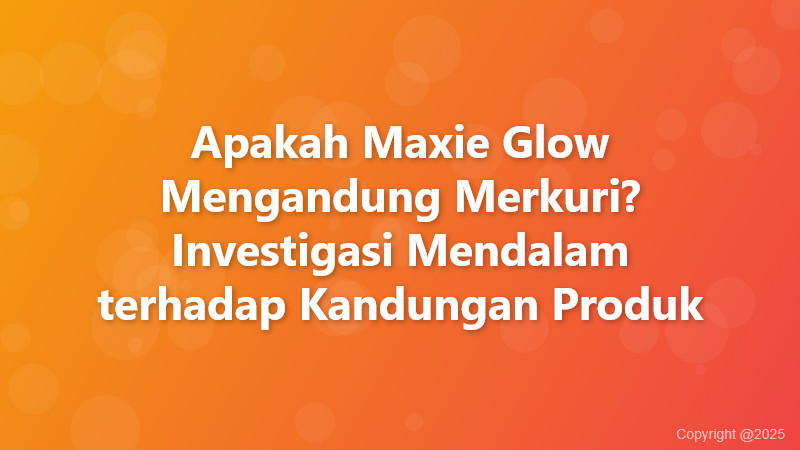 Apakah Maxie Glow
Mengandung Merkuri?
Investigasi Mendalam
terhadap Kandungan Produk
Copyright @2025